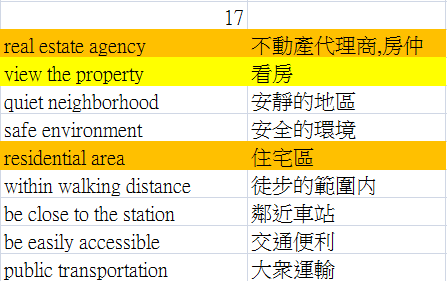 17
real estate agency 不動產代理商,房仲
view the property 看房
quiet neighborhood 安靜的地區
safe environment 安全的環境
residential area 住宅區
within walking distance 徒步的範圍內
be close to the station 鄰近車站
be easily accessible 交通便利
public transportation 大眾運輸